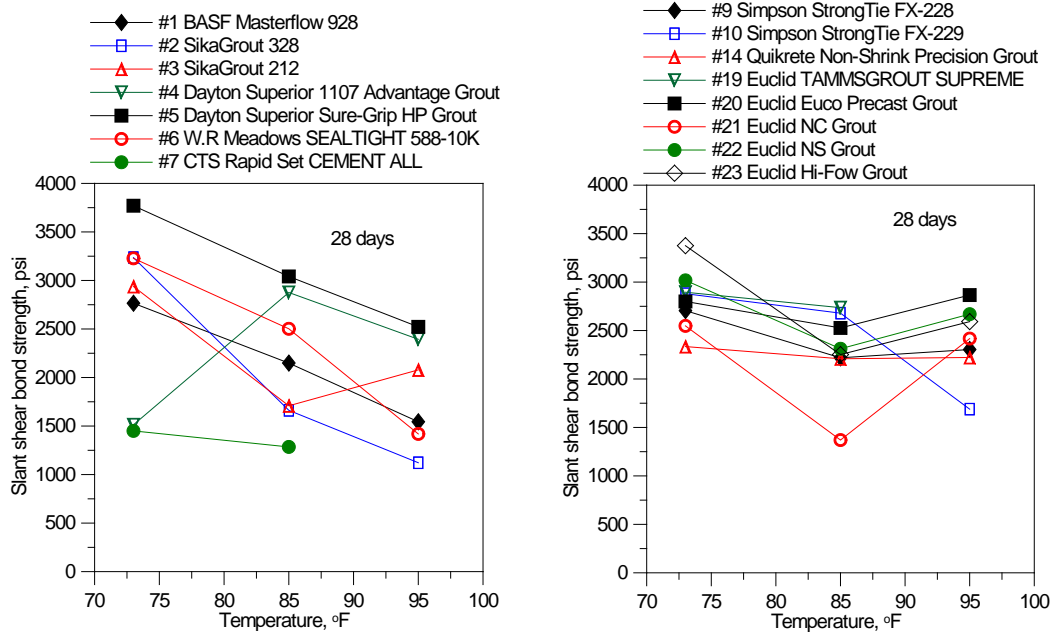 #1 BASF Masterflow 928
#2 SikaGrout 328
#3 SikaGrout 212
#4 Dayton Superior 1107 Advantage Grout
#5 Dayton Superior Sure-Grip HP Grout
#6 W.R Meadows SEALTIGHT 588-10K
#7 CTS Rapid Set CEMENT ALL
4000
3500
3000
2500
2000
1500
1000
500
0
Slant shear bond strength, psi
28 days
70 75 80 85 90 95 100
Temperature, °F
#9 Simpson StrongTie FX-228
#10 Simpson StrongTie FX-229
#14 Quikrete Non-Shrink Precision Grout
#19 Euclid TAMMSGROUT SUPREME
#20 Euclid Euco Precast Grout
#21 Euclid NC Grout
#22 Euclid NS Grout
#23 Euclid Hi-Fow Grout
4000
3500
3000
2500
2000
1500
1000
500
0
Slant shear bond strength, psi
28 days
70 75 80 85 90 95 100
Temperature, °F